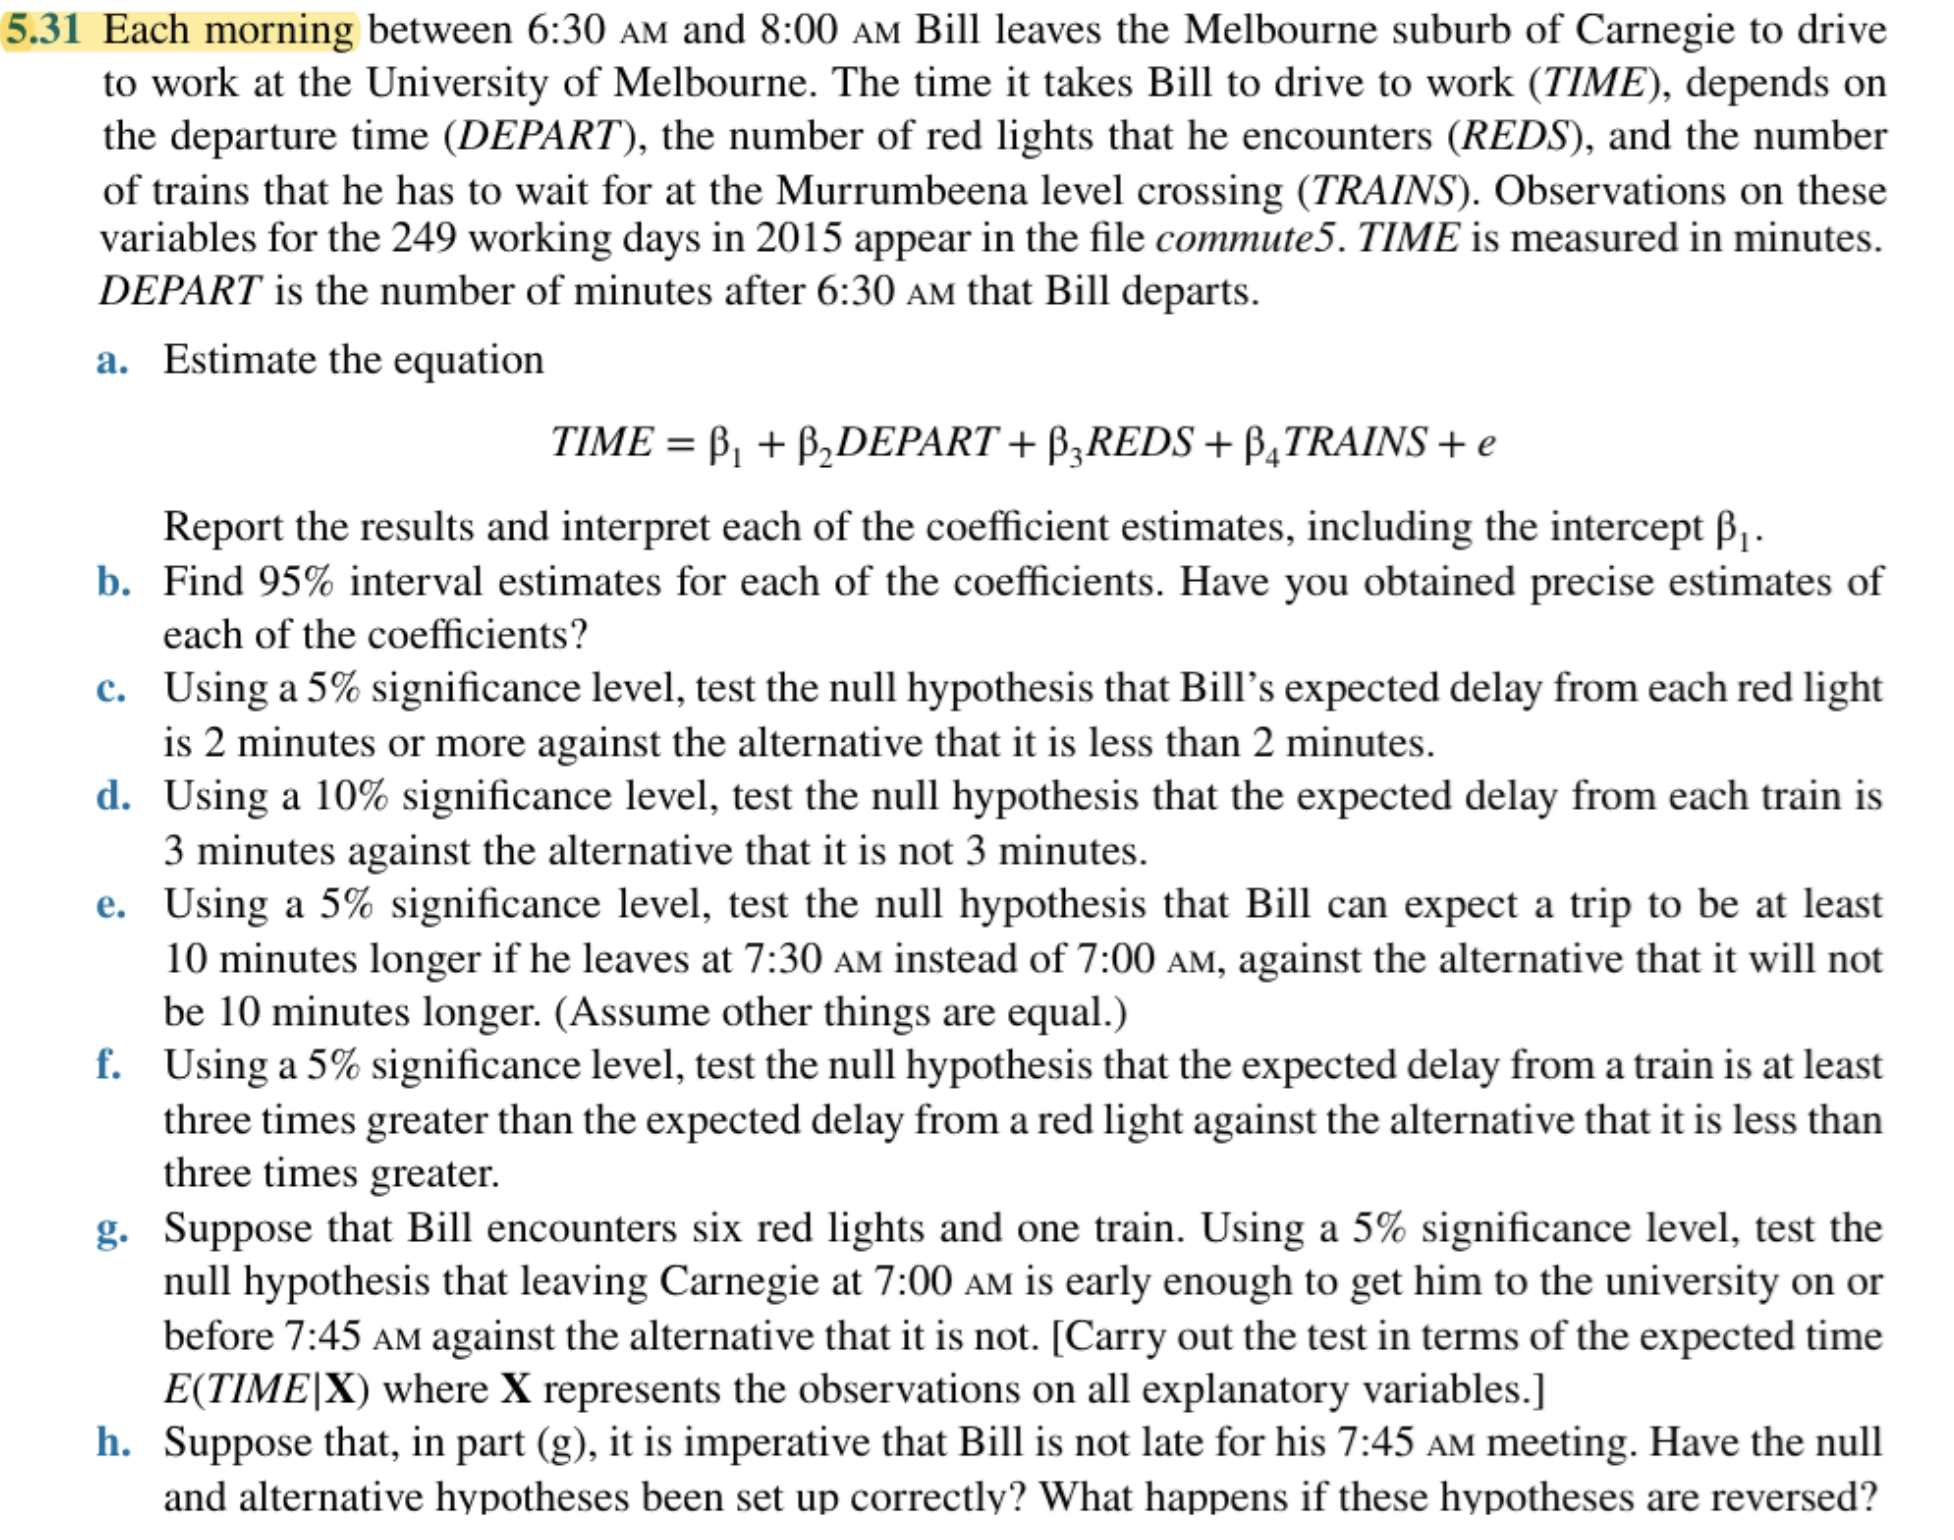 5.31 Each morning between 6:30 AM and 8:00 AM Bill leaves the Melbourne suburb of Carnegie to drive
to work at the University of Melbourne. The time it takes Bill to drive to work (TIME), depends on
the departure time (DEPART), the number of red lights that he encounters (REDS), and the number
of trains that he has to wait for at the Murrumbeena level crossing (TRAINS). Observations on these
variables for the 249 working days in 2015 appear in the file commute5. TIME is measured in minutes.
DEPART is the number of minutes after 6:30 AM that Bill departs.
a. Estimate the equation
TIME = β₁ + β₂DEPART + β₃REDS + β₄TRAINS + e
Report the results and interpret each of the coefficient estimates, including the intercept β₁.
b. Find 95% interval estimates for each of the coefficients. Have you obtained precise estimates of
each of the coefficients?
c. Using a 5% significance level, test the null hypothesis that Bill’s expected delay from each red light
is 2 minutes or more against the alternative that it is less than 2 minutes.
d. Using a 10% significance level, test the null hypothesis that the expected delay from each train is
3 minutes against the alternative that it is not 3 minutes.
e. Using a 5% significance level, test the null hypothesis that Bill can expect a trip to be at least
10 minutes longer if he leaves at 7:30 AM instead of 7:00 AM, against the alternative that it will not
be 10 minutes longer. (Assume other things are equal.)
f. Using a 5% significance level, test the null hypothesis that the expected delay from a train is at least
three times greater than the expected delay from a red light against the alternative that it is less than
three times greater.
g. Suppose that Bill encounters six red lights and one train. Using a 5% significance level, test the
null hypothesis that leaving Carnegie at 7:00 AM is early enough to get him to the university on or
before 7:45 AM against the alternative that it is not. [Carry out the test in terms of the expected time
E(TIME|X) where X represents the observations on all explanatory variables.]
h. Suppose that, in part (g), it is imperative that Bill is not late for his 7:45 AM meeting. Have the null
and alternative hypotheses been set up correctly? What happens if these hypotheses are reversed?